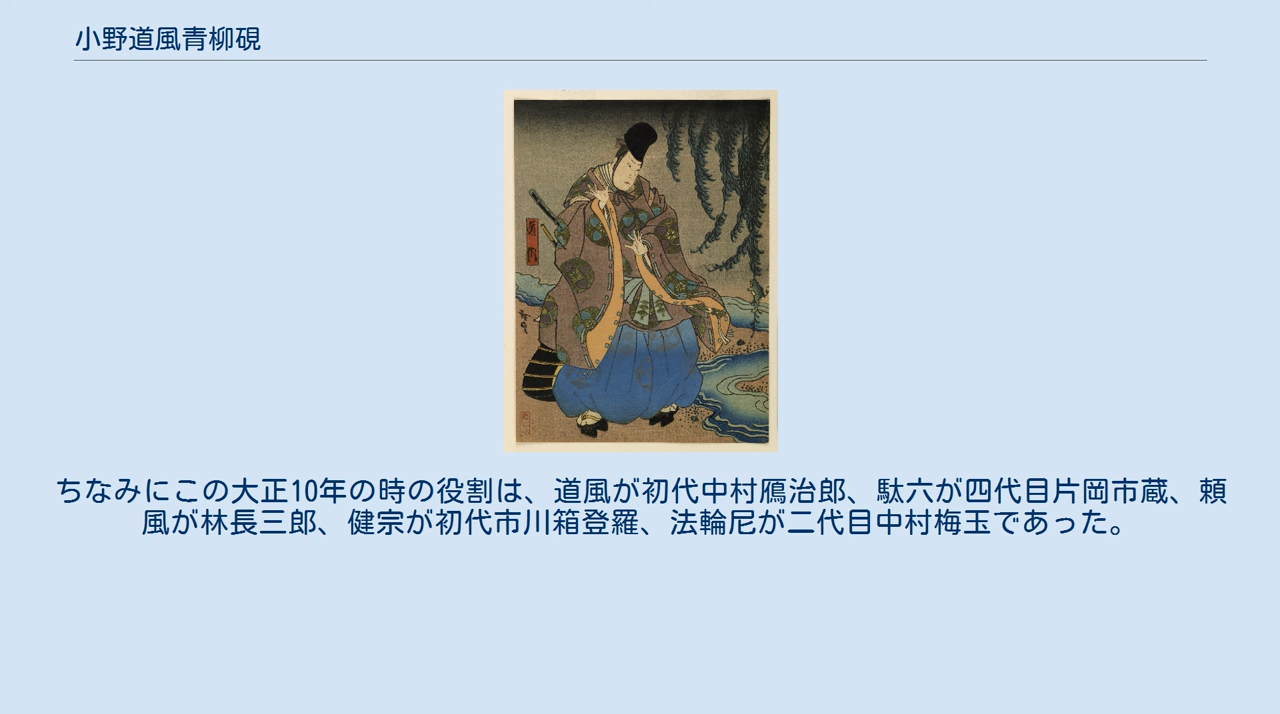 小野道風青柳硯
ちなみにこの大正10年の時の役割は、道風が初代中村鴈治郎、駄六が四代目片岡市蔵、頼
風が林長三郎、健宗が初代市川箱登羅、法輪尼が二代目中村梅玉であった。